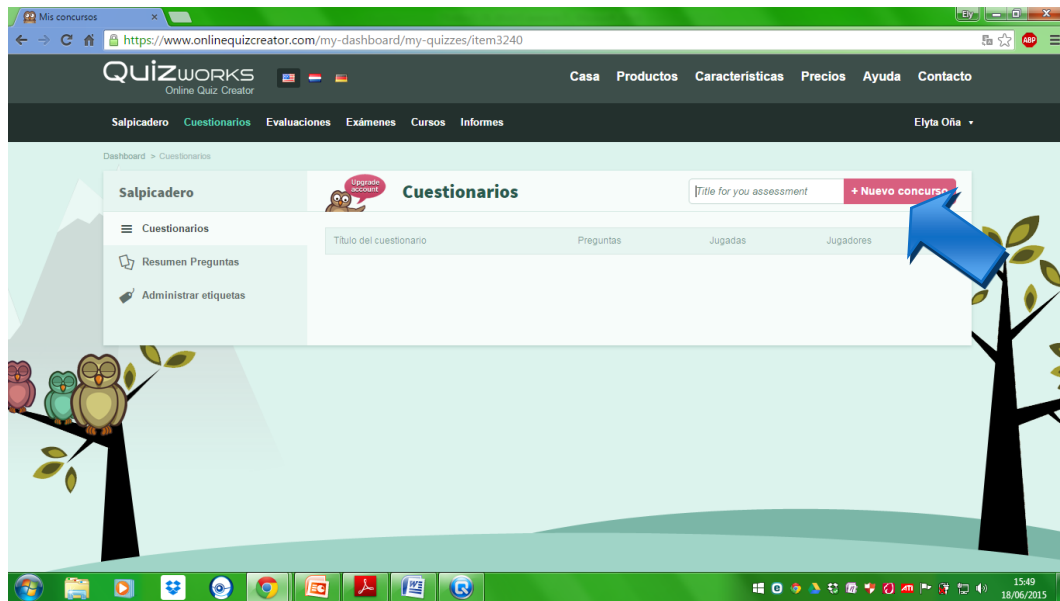 Mis concursos
Ely
https://www.onlinequizcreator.com/my-dashboard/my-quizzes/item3240
ABP
QUIZWORKS
Online Quiz Creator
Casa Productos Características Precios Ayuda Contacto
Salpicadero Cuestionarios Evaluaciones Exámenes Cursos Informes Elyta Oña
Dashboard > Cuestionarios
Salpicadero
Upgrade account
Cuestionarios
Title for you assessment
+ Nuevo concurso
Cuestionarios
Resumen Preguntas
Administrar etiquetas
Título del cuestionario Preguntas Jugadas Jugadores
15:49
18/06/2015